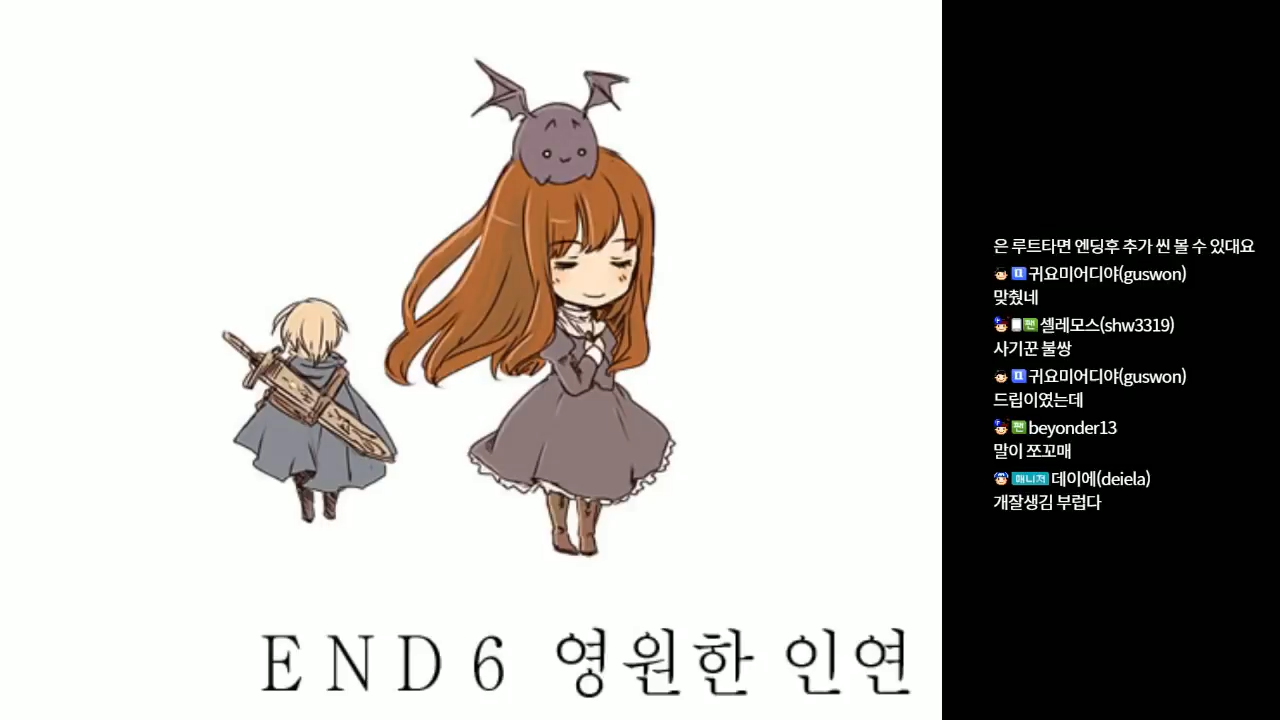 END6 영원한 인연
은 루트타면 엔딩후 추가 씬 볼 수 있대요
귀요미어디야(guswon)
맞췄네
팬 셀레모스(shw3319)
사기꾼 불쌍
귀요미어디야(guswon)
드립이였는데
팬 beyonder13
말이 쪼꼬매
매니저 데이에(deiela)
개잘생김 부럽다